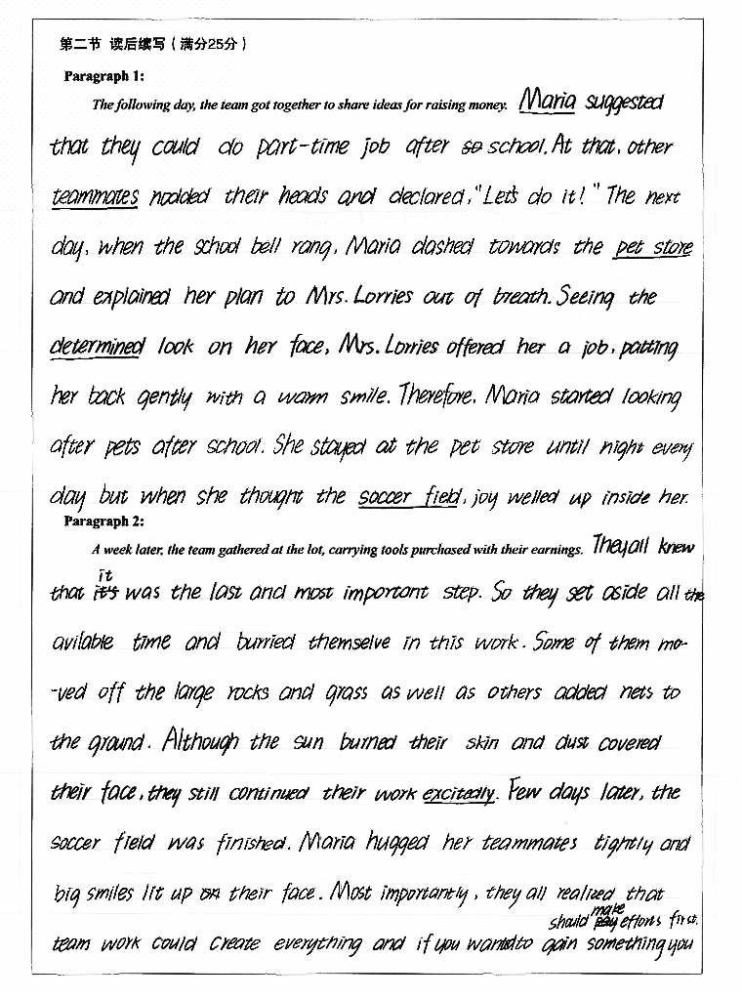 第二节 读后续写（满分25分）
Paragraph 1:
The following day, the team got together to share ideas for raising money. Maria suggested
that they could do part-time job after so school. At that, other
teammates nodded their heads and declared, "Let's do it!" The next
day, when the school bell rang, Maria dashed towards the pet store
and explained her plan to Mrs. Lorries out of breath. Seeing the
determined look on her face, Mrs. Lorries offered her a job, patting
her back gently with a warm smile. Therefore, Maria started looking
after pets after school. She stayed at the pet store until night every
day but when she thought the soccer field, joy welled up inside her.
Paragraph 2:
A week later, the team gathered at the lot, carrying tools purchased with their earnings. They all knew
it
that it's was the last and most important step. So they set aside all the
avilable time and burried themselve in this work. Some of them mo-
-ved off the large rocks and grass as well as others added nets to
the ground. Although the sun burned their skin and dust covered
their face, they still continued their work excitedly. Few days later, the
soccer field was finished. Maria hugged her teammates tightly and
big smiles lit up on their face. Most importantly, they all realized that
make
should pay efforts first.
team work could create everything and if you wanted to gain something you